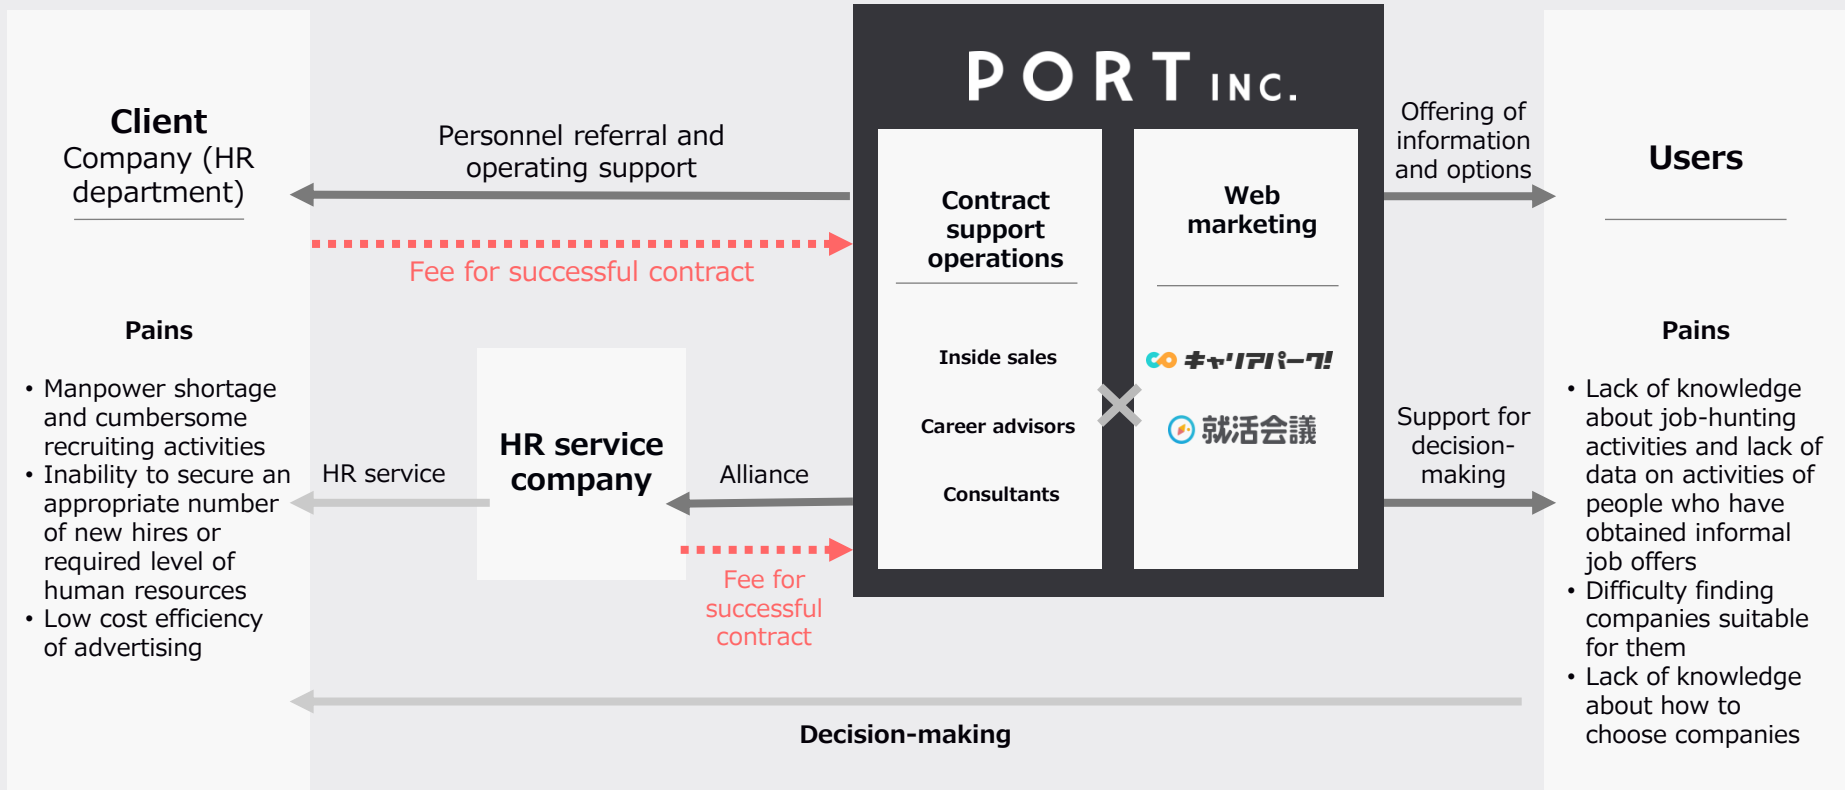 Client
Company (HR
department)
Pains
• Manpower shortage
and cumbersome
recruiting activities
• Inability to secure an
appropriate number
of new hires or
required level of
human resources
• Low cost efficiency
of advertising
Personnel referral and
operating support
Fee for successful contract
HR service
HR service
company
Alliance
Fee for
successful
contract
PORT INC.
Contract
support
operations
Inside sales
Career advisors
Consultants
Web
marketing
キャリアパーク!
就活会議
Offering of
information
and options
Support for
decision-
making
Users
Pains
• Lack of knowledge
about job-hunting
activities and lack of
data on activities of
people who have
obtained informal
job offers
• Difficulty finding
companies suitable
for them
• Lack of knowledge
about how to
choose companies
Decision-making